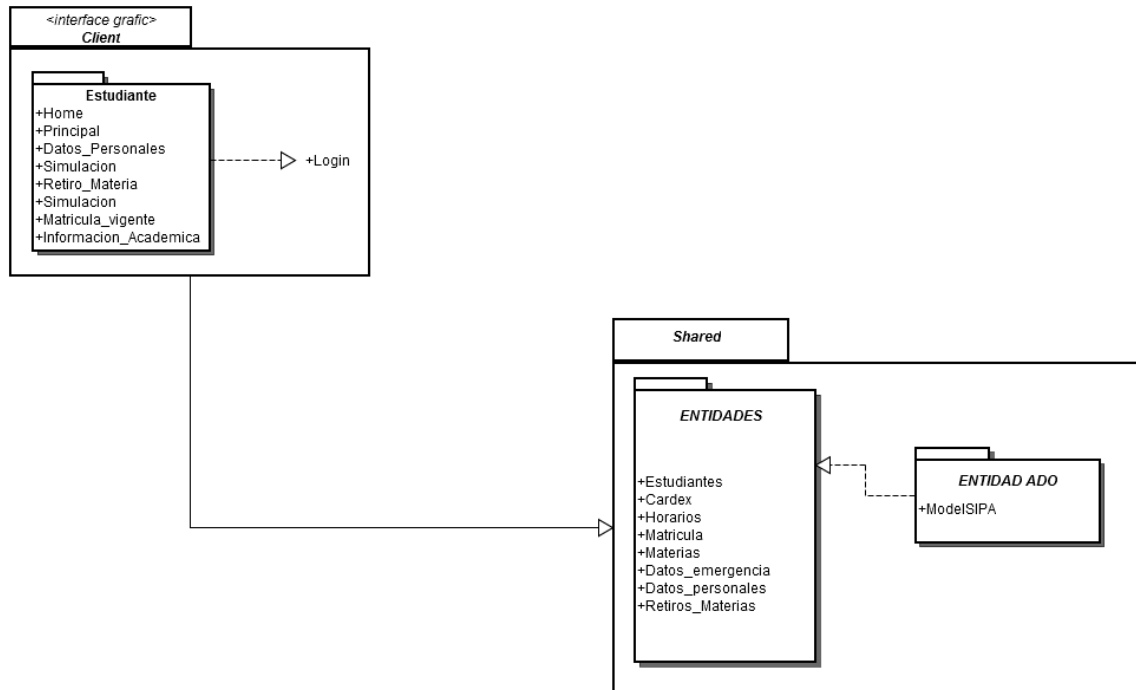 <interface grafic>
Client
Estudiante
+Home
+Principal
+Datos_Personales
+Simulacion
+Retiro_Materia
+Simulacion
+Matricula_vigente
+Informacion_Academica
+Login
Shared
ENTIDADES
+Estudiantes
+Cardex
+Horarios
+Matricula
+Materias
+Datos_emergencia
+Datos_personales
+Retiros_Materias
ENTIDAD ADO
+ModelSIPA